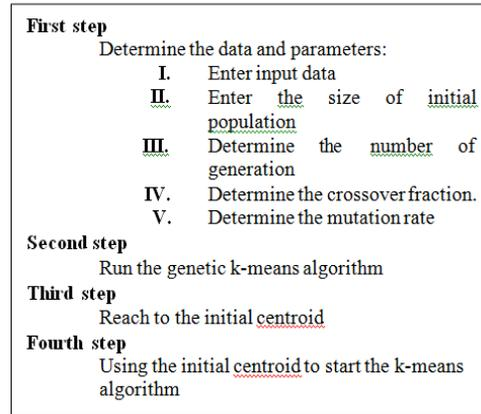 First step
Determine the data and parameters:
I. Enter input data
II. Enter the size of initial
population
III. Determine the number of
generation
IV. Determine the crossover fraction.
V. Determine the mutation rate
Second step
Run the genetic k-means algorithm
Third step
Reach to the initial centroid
Fourth step
Using the initial centroid to start the k-means
algorithm